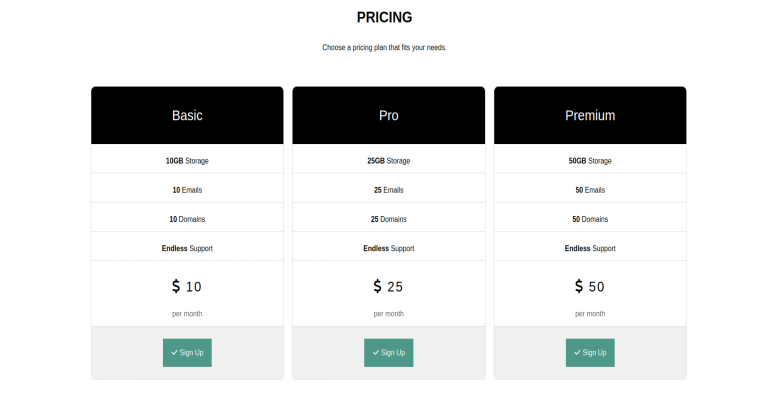 PRICING
Choose a pricing plan that fits your needs.
Basic
10GB Storage
10 Emails
10 Domains
Endless Support
$ 10
per month
Sign Up
Pro
25GB Storage
25 Emails
25 Domains
Endless Support
$ 25
per month
Sign Up
Premium
50GB Storage
50 Emails
50 Domains
Endless Support
$ 50
per month
Sign Up